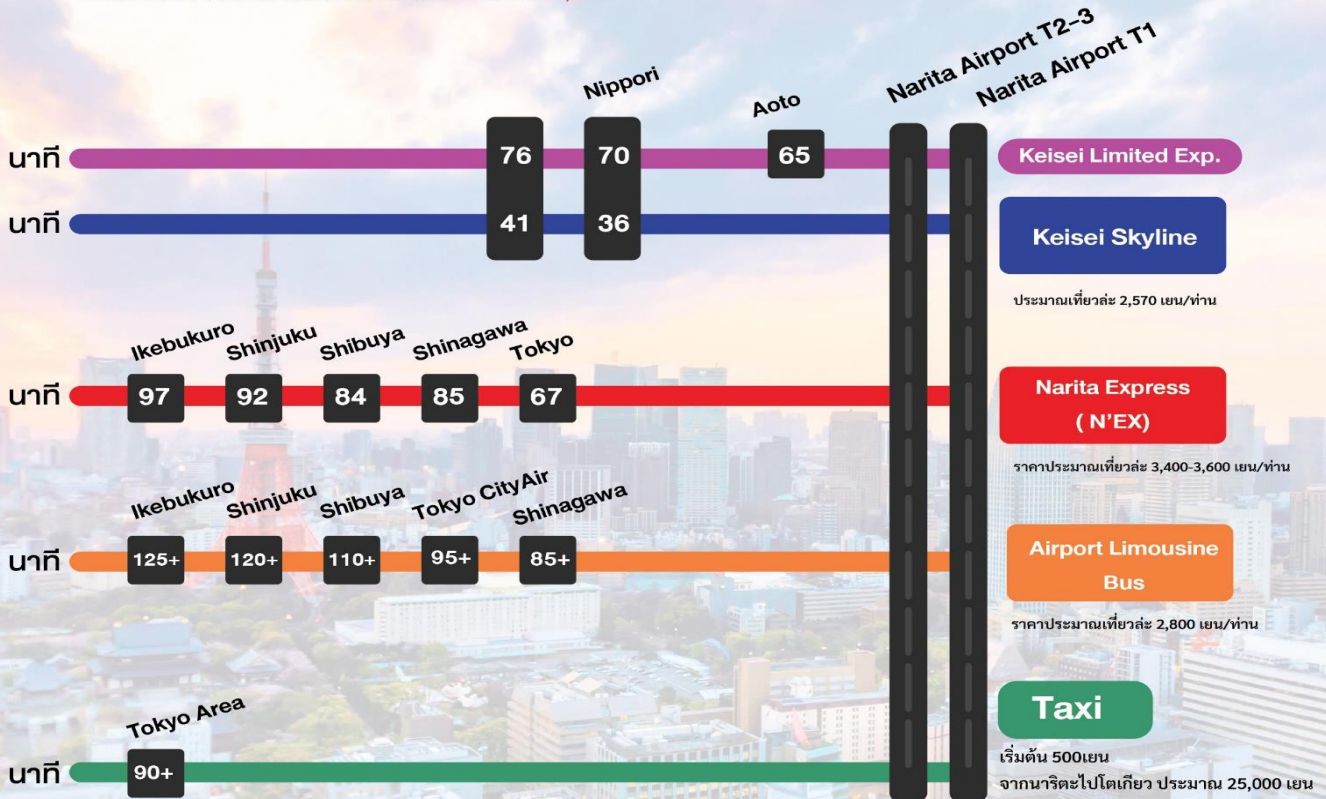 Narita Airport T2-3
Narita Airport T1
Nippori
Aoto
นาที
76
70
65
Keisei Limited Exp.
นาที
41
36
Keisei Skyline
ประมาณเที่ยวล่ะ 2,570 เยน/ท่าน
Ikebukuro
Shinjuku
Shibuya
Shinagawa
Tokyo
นาที
97
92
84
85
67
Narita Express
( N'EX)
ราคาประมาณเที่ยวล่ะ 3,400-3,600 เยน/ท่าน
Ikebukuro
Shinjuku
Shibuya
Tokyo CityAir
Shinagawa
นาที
125+
120+
110+
95+
85+
Airport Limousine
Bus
ราคาประมาณเที่ยวล่ะ 2,800 เยน/ท่าน
Tokyo Area
นาที
90+
Taxi
เริ่มต้น 500เยน
จากนาริตะไปโตเกียว ประมาณ 25,000 เยน